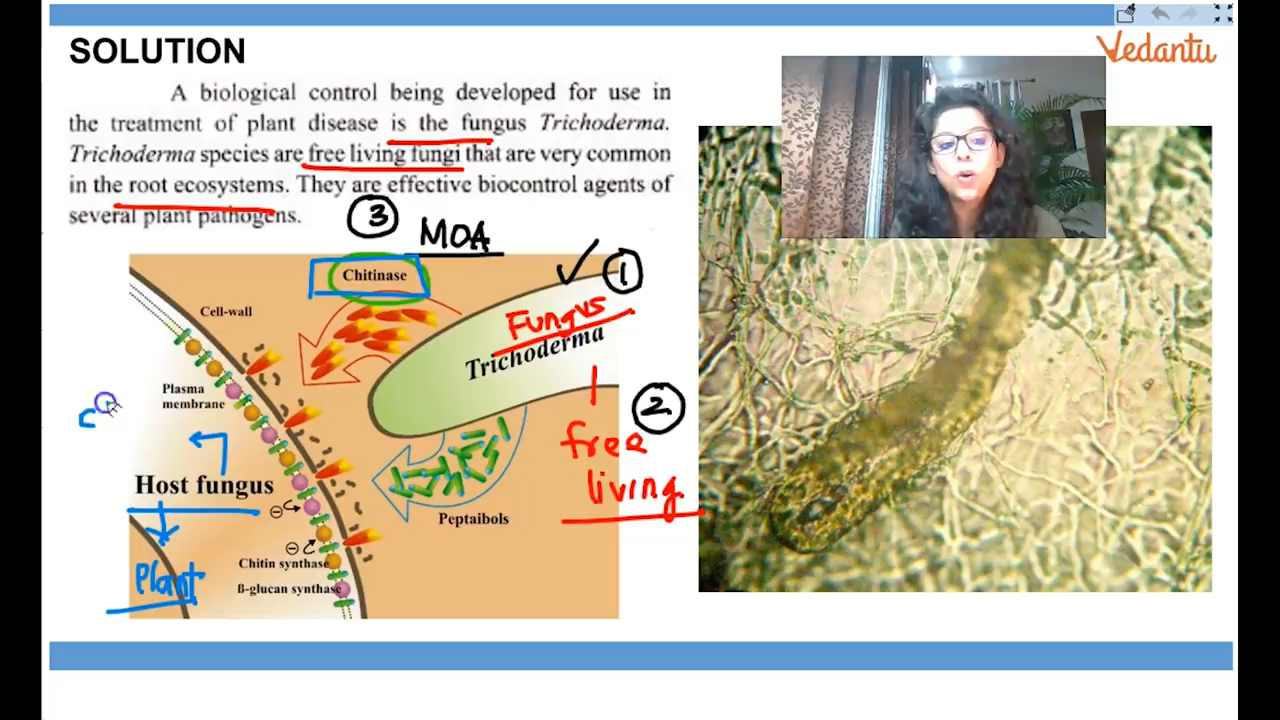 SOLUTION
Vedantu
A biological control being developed for use in
the treatment of plant disease is the fungus Trichoderma.
Trichoderma species are free living fungi that are very common
in the root ecosystems. They are effective biocontrol agents of
several plant pathogens.
3
MOA
Chitinase
1
Cell-wall
Fungus
Trichoderma
Plasma
membrane
2
free
living
Host fungus
Peptaibols
Chitin synthase
Plant
ß-glucan synthase